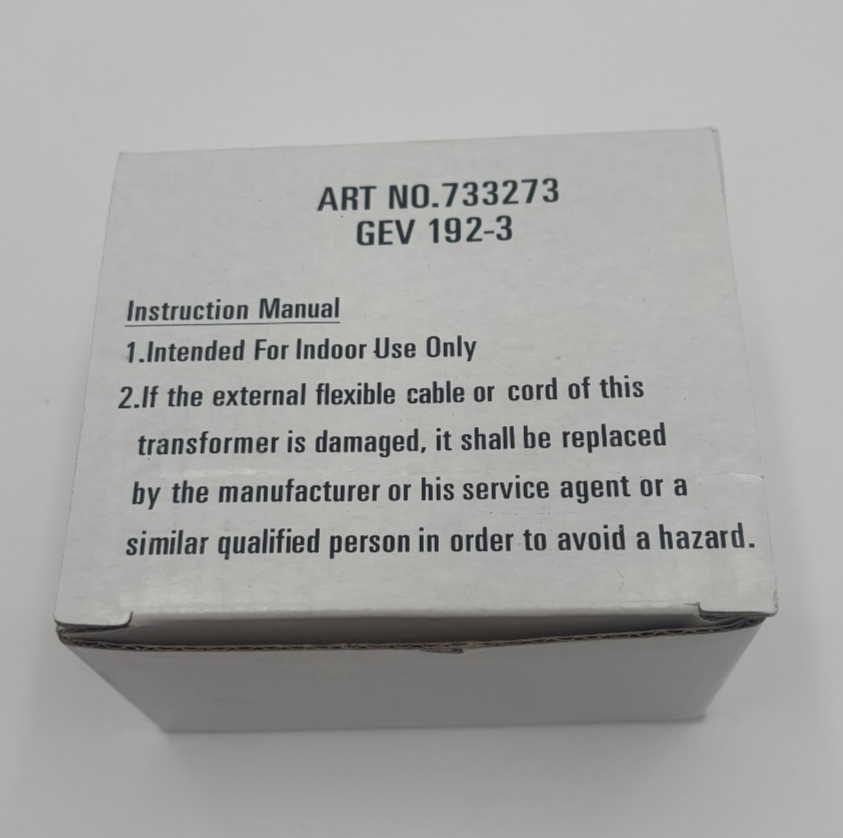 ART NO.733273
GEV 192-3
Instruction Manual
1.Intended For Indoor Use Only
2.If the external flexible cable or cord of this
transformer is damaged, it shall be replaced
by the manufacturer or his service agent or a
similar qualified person in order to avoid a hazard.